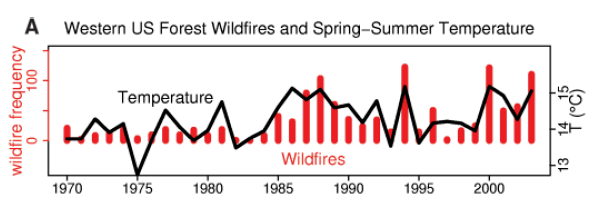 A Western US Forest Wildfires and Spring–Summer Temperature
wildfire frequency
100
0
Temperature
Wildfires
15
14
13
T (°C)
1970 1975 1980 1985 1990 1995 2000